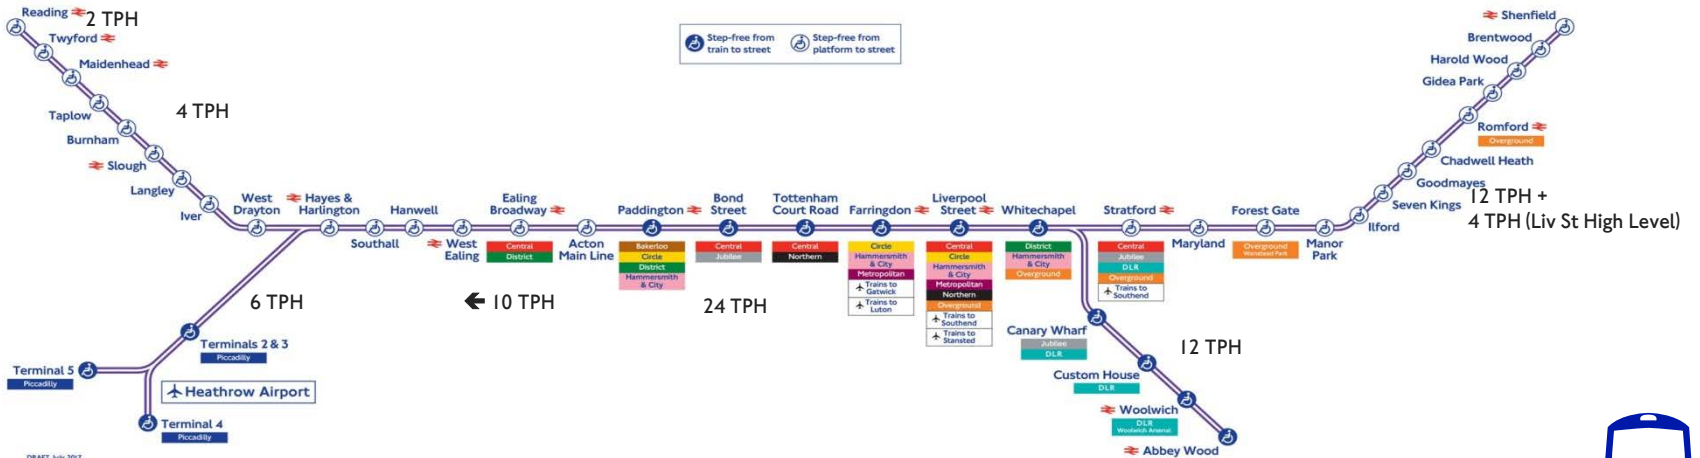 Reading
2 TPH
Twyford
Maidenhead
4 TPH
Taplow
Burnham
Slough
Langley
Iver
West
Drayton
Hayes &
Harlington
Southall
Hanwell
West
Ealing
Ealing
Broadway
Central
District
Acton
Main Line
Paddington
Bakerloo
Circle
District
Hammersmith
& City
Bond
Street
Central
Jubilee
Tottenham
Court Road
Central
Northern
Farringdon
Circle
Hammersmith
& City
Metropolitan
Trains to
Gatwick
Trains to
Luton
Liverpool
Street
Central
Circle
Hammersmith
& City
Metropolitan
Northern
Overground
Trains to
Southend
Trains to
Stansted
Whitechapel
District
Hammersmith
& City
Overground
Stratford
Central
Jubilee
DLR
Overground
Trains to
Southend
Maryland
Forest Gate
Overground
Wanstead Park
Manor
Park
Ilford
Seven Kings
Goodmayes
Chadwell Heath
Romford
Overground
Gidea Park
Harold Wood
Brentwood
Shenfield
12 TPH +
4 TPH (Liv St High Level)
Step-free from
train to street
Step-free from
platform to street
6 TPH
10 TPH
24 TPH
12 TPH
Terminals 2 & 3
Piccadilly
Terminal 5
Piccadilly
Heathrow Airport
Terminal 4
Piccadilly
Canary Wharf
Jubilee
DLR
Custom House
DLR
Woolwich
DLR
Woolwich Arsenal
Abbey Wood
DRAFT July 2017